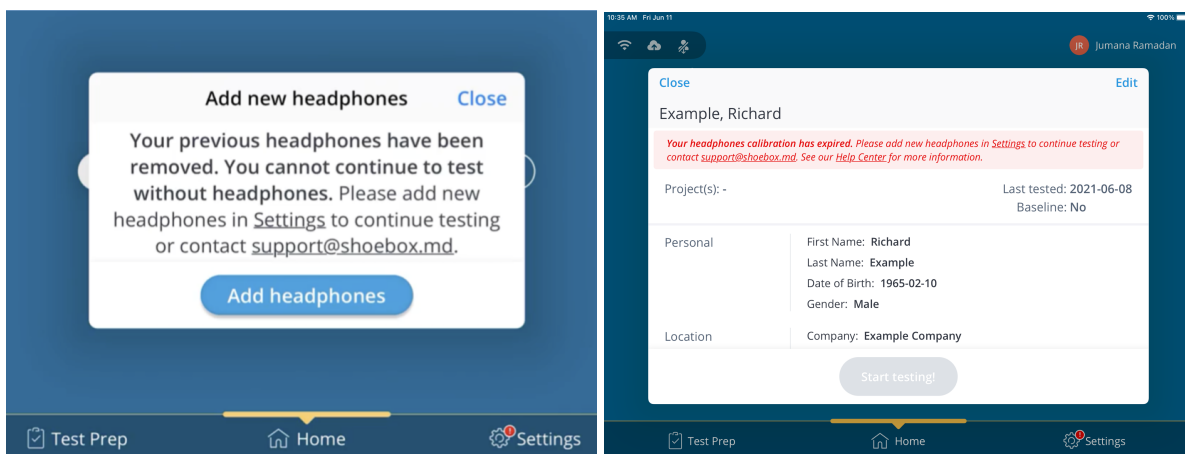 Add new headphones
Close
Your previous headphones have been
removed. You cannot continue to test
without headphones. Please add new
headphones in Settings to continue testing
or contact support@shoebox.md.
Add headphones
Test Prep
Home
Settings
10:35 AM Fri Jun 11
100%
JR
Jumana Ramadan
Close
Edit
Example, Richard
Your headphones calibration has expired. Please add new headphones in Settings to continue testing or
contact support@shoebox.md. See our Help Center for more information.
Project(s): -
Last tested: 2021-06-08
Baseline: No
Personal
First Name: Richard
Last Name: Example
Date of Birth: 1965-02-10
Gender: Male
Location
Company: Example Company
Start testing!
Test Prep
Home
Settings